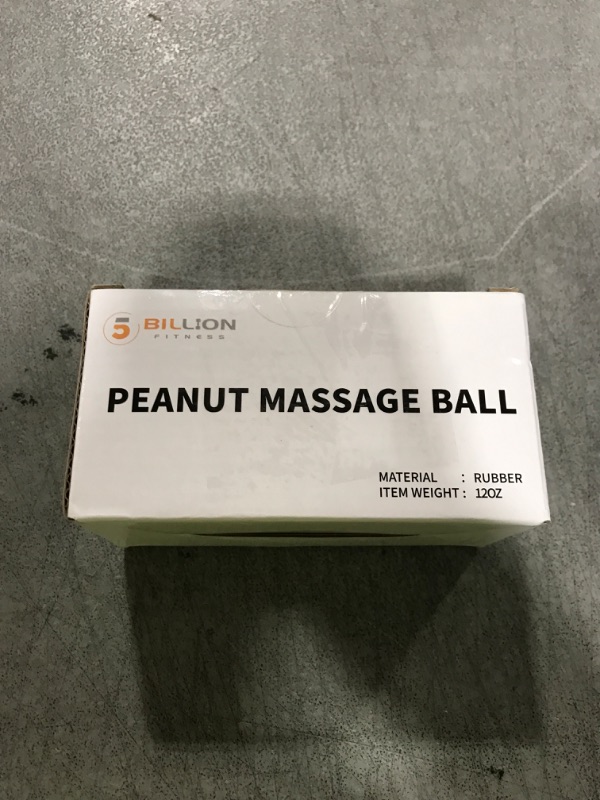 5 BILLION
FITNESS
PEANUT MASSAGE BALL
MATERIAL : RUBBER
ITEM WEIGHT : 12OZ